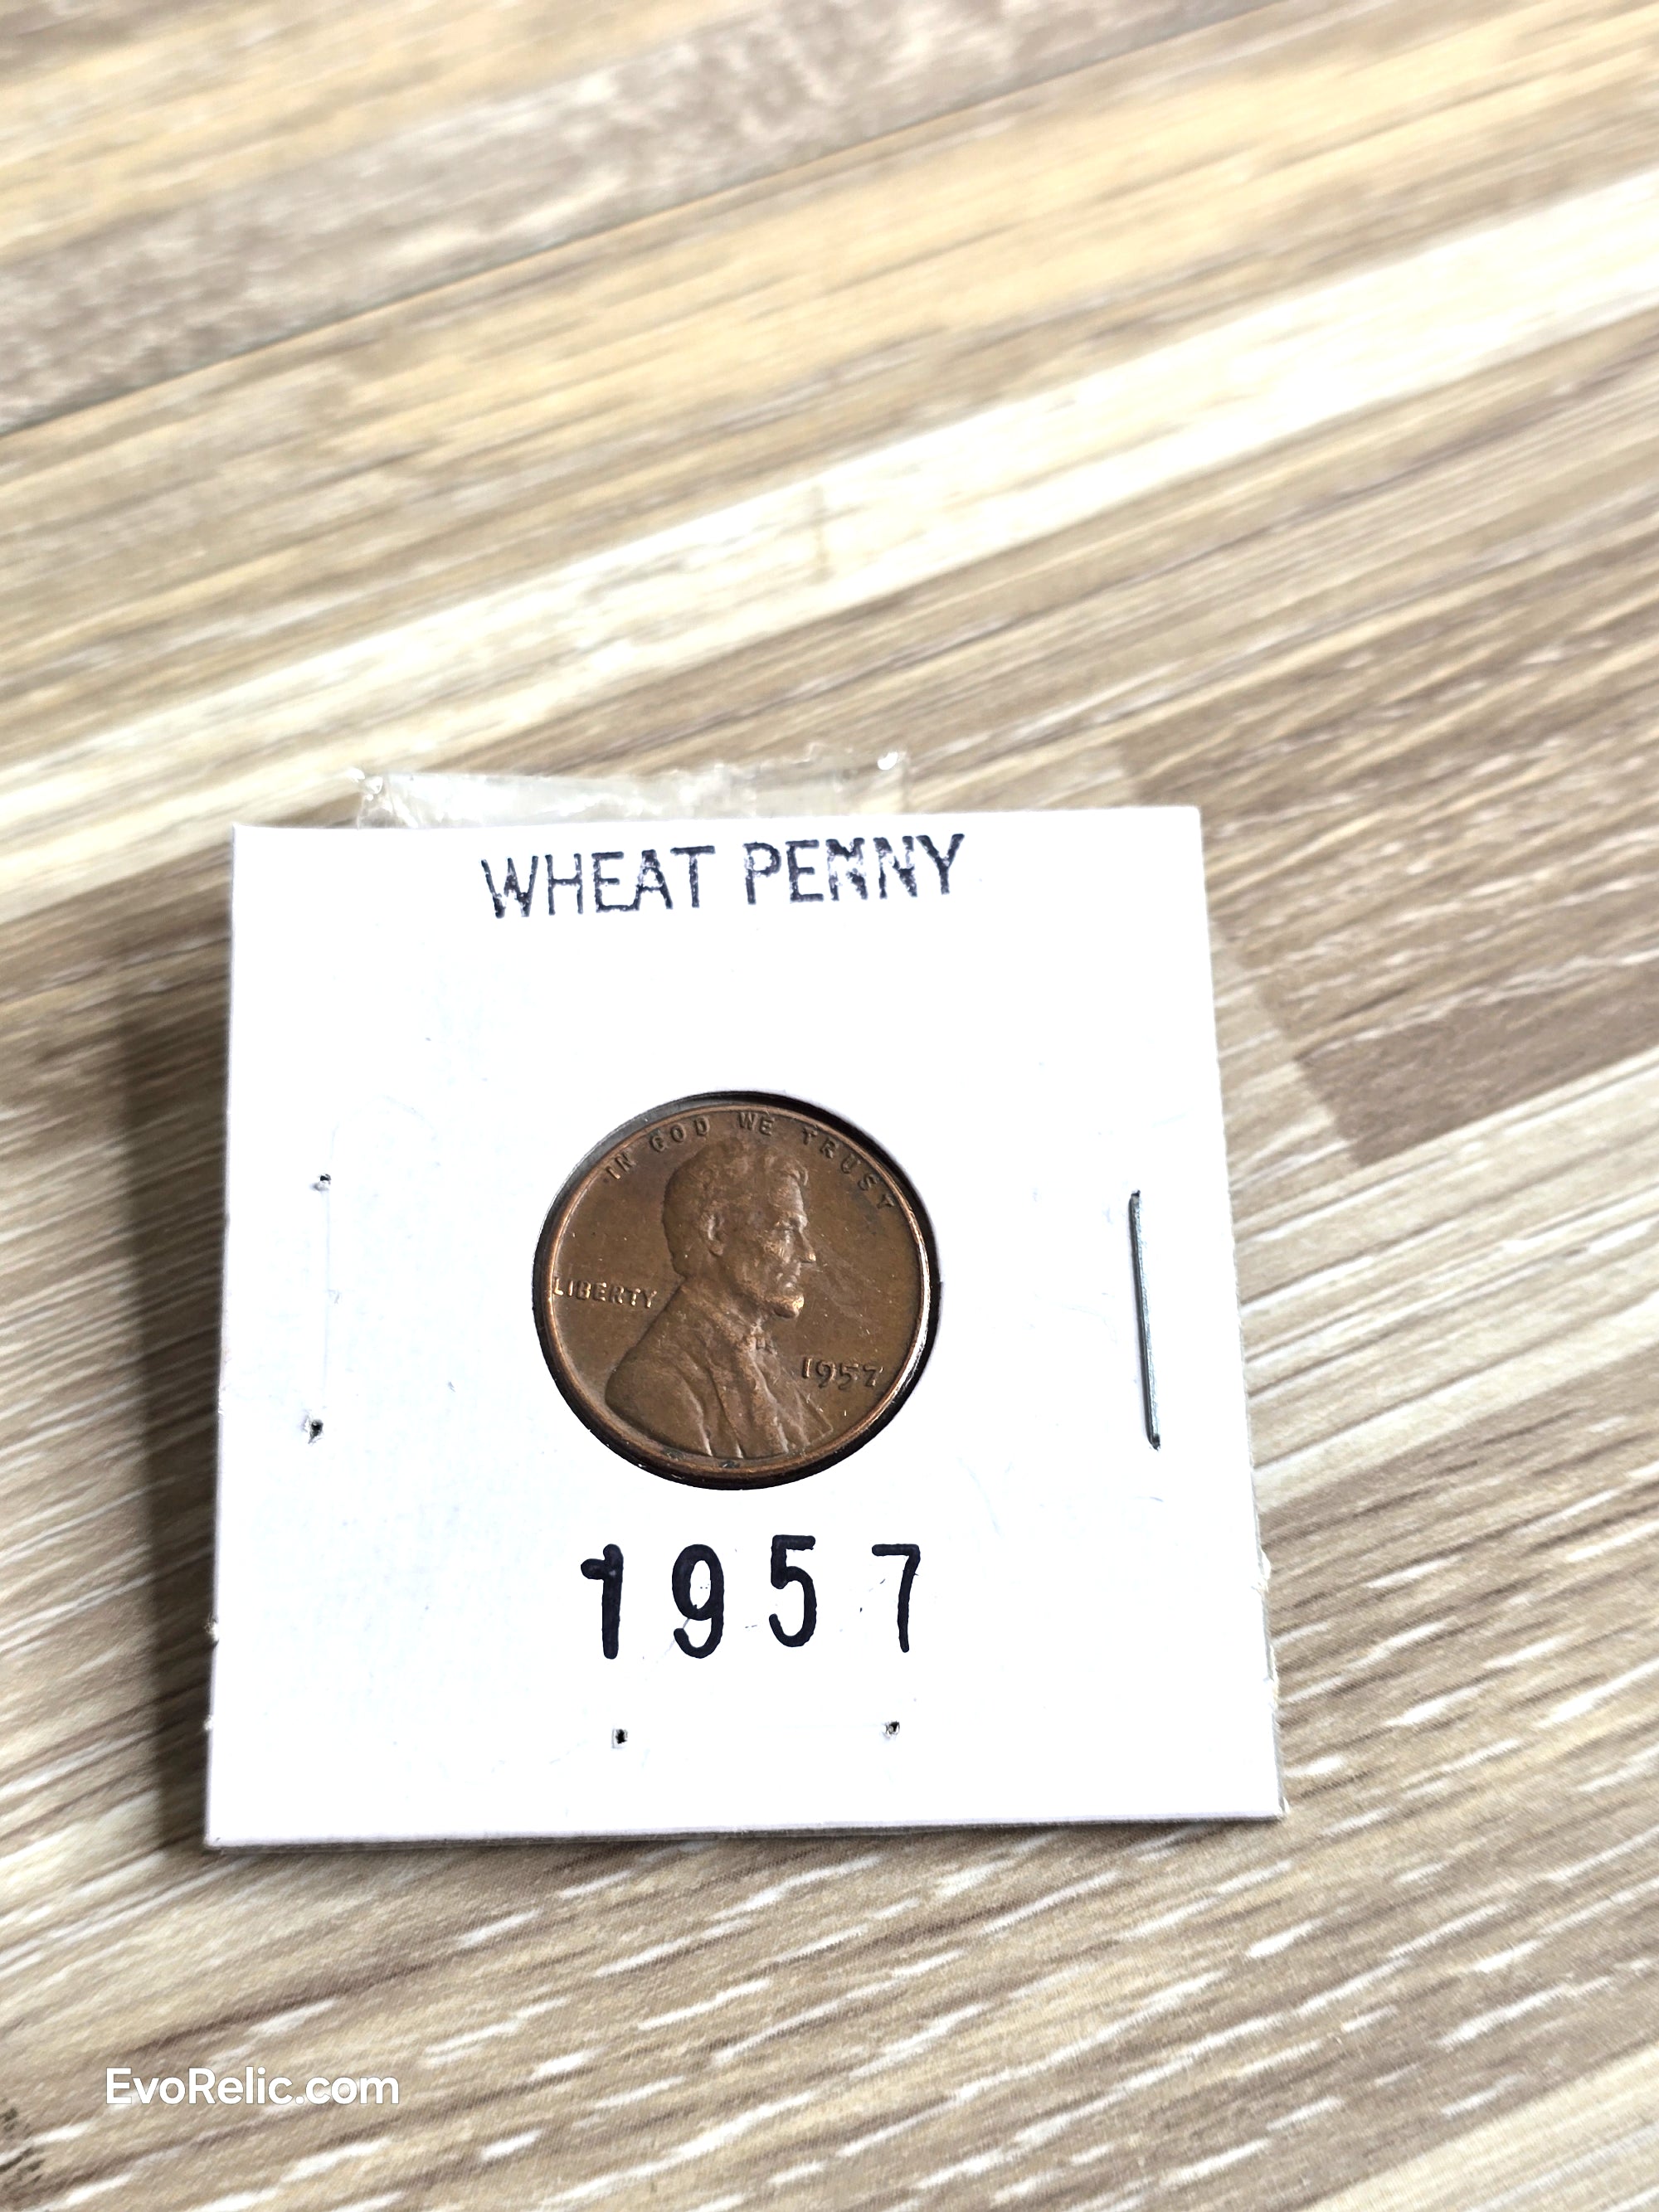 WHEAT PENNY
IN GOD WE TRUST
LIBERTY
1957
1957
EvoRelic.com